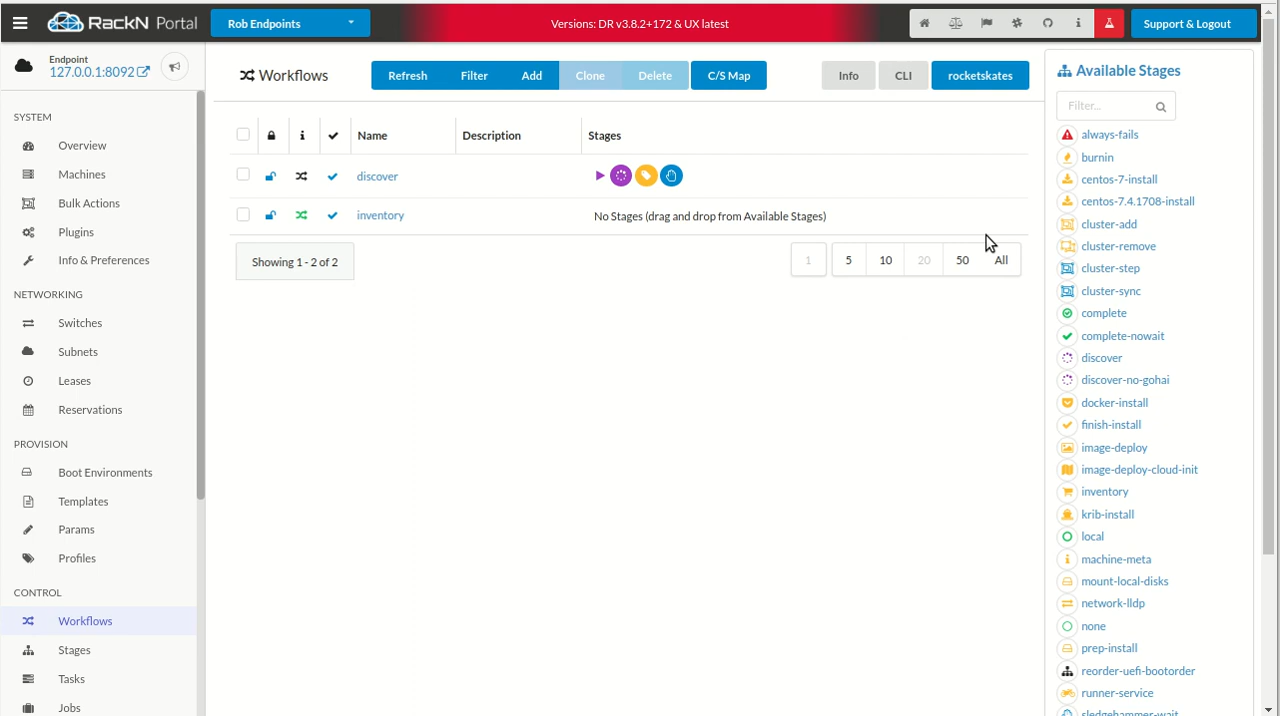 RackN Portal
Rob Endpoints
Versions: DR v3.8.2+172 & UX latest
Support & Logout
Endpoint
127.0.0.1:8092
SYSTEM
Overview
Machines
Bulk Actions
Plugins
Info & Preferences
NETWORKING
Switches
Subnets
Leases
Reservations
PROVISION
Boot Environments
Templates
Params
Profiles
CONTROL
Workflows
Stages
Tasks
Jobs
Workflows
Refresh Filter Add Clone Delete C/S Map Info CLI rocketskates
Name Description Stages
discover
inventory No Stages (drag and drop from Available Stages)
Showing 1 - 2 of 2
1 5 10 20 50 All
Available Stages
Filter...
always-fails
burnin
centos-7-install
centos-7.4.1708-install
cluster-add
cluster-remove
cluster-step
cluster-sync
complete
complete-nowait
discover
discover-no-gohai
docker-install
finish-install
image-deploy
image-deploy-cloud-init
inventory
krib-install
local
machine-meta
mount-local-disks
network-lldp
none
prep-install
reorder-uefi-bootorder
runner-service
sledgehammer-wait